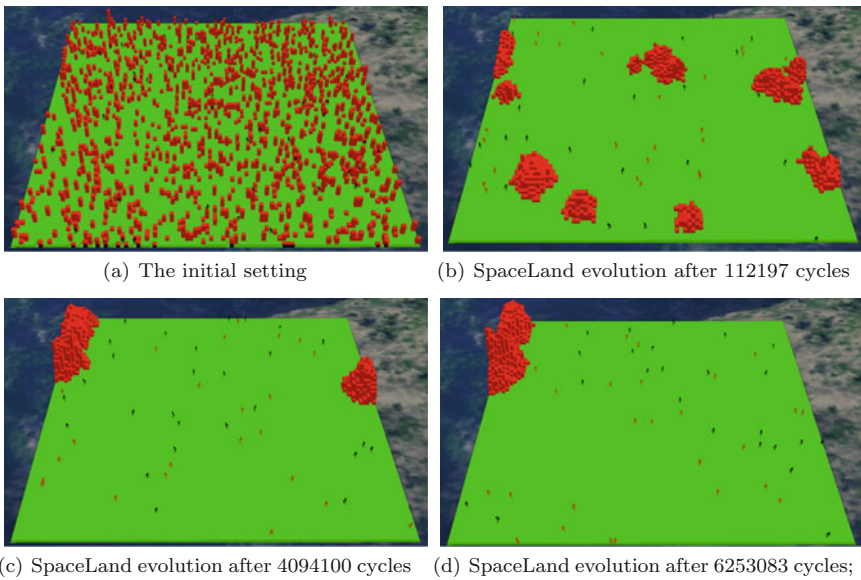 (a) The initial setting
(b) SpaceLand evolution after 112197 cycles
(c) SpaceLand evolution after 4094100 cycles
(d) SpaceLand evolution after 6253083 cycles;